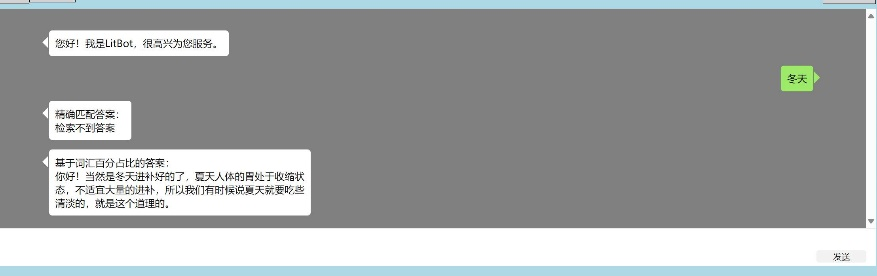 您好！我是LitBot，很高兴为您服务。
冬天
精确匹配答案：
检索不到答案
基于词汇百分占比的答案：
你好！当然是冬天进补好的了，夏天人体的胃处于收缩状
态，不适宜大量的进补，所以我们有时候说夏天就要吃些
清淡的，就是这个道理的。
发送